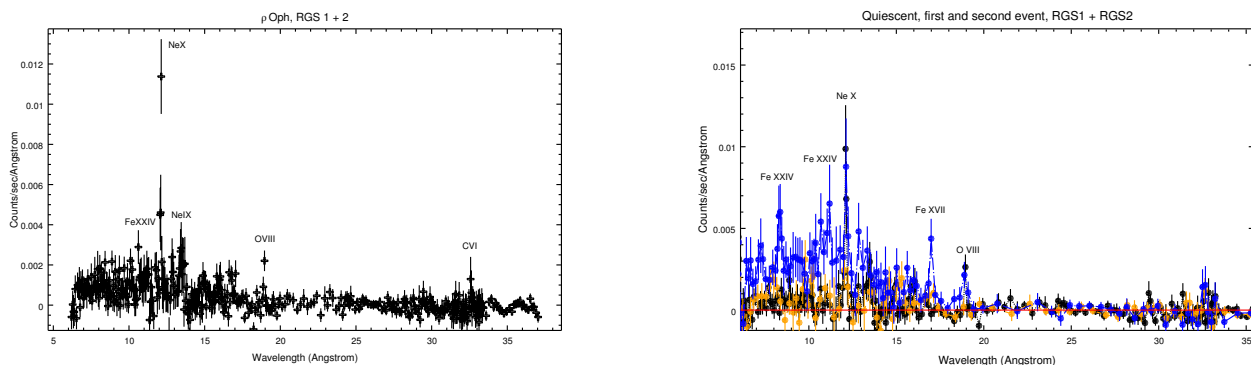 ρ Oph, RGS 1 + 2
NeX
FeXXIV
NeIX
OVIII
CVI
0.012
0.01
0.008
0.006
0.004
0.002
0
Counts/sec/Angstrom
5
10
15
20
25
30
35
Wavelength (Angstrom)
Quiescent, first and second event, RGS1 + RGS2
Ne X
Fe XXIV
Fe XXIV
Fe XVII
O VIII
0.015
0.01
0.005
0
Counts/sec/Angstrom
10
15
20
25
30
35
Wavelength (Angstrom)